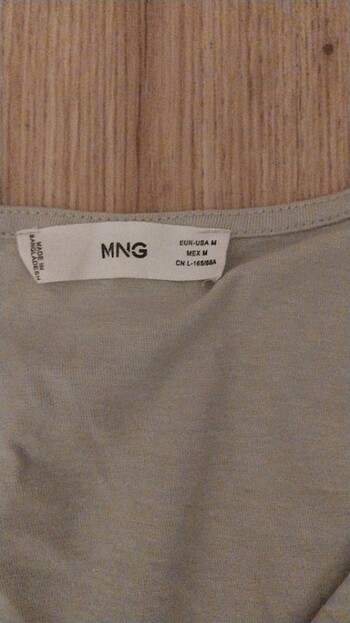 MADE IN
BANGLADESH
MNG
EUR-USA M
MEX M
CN L-165/88A